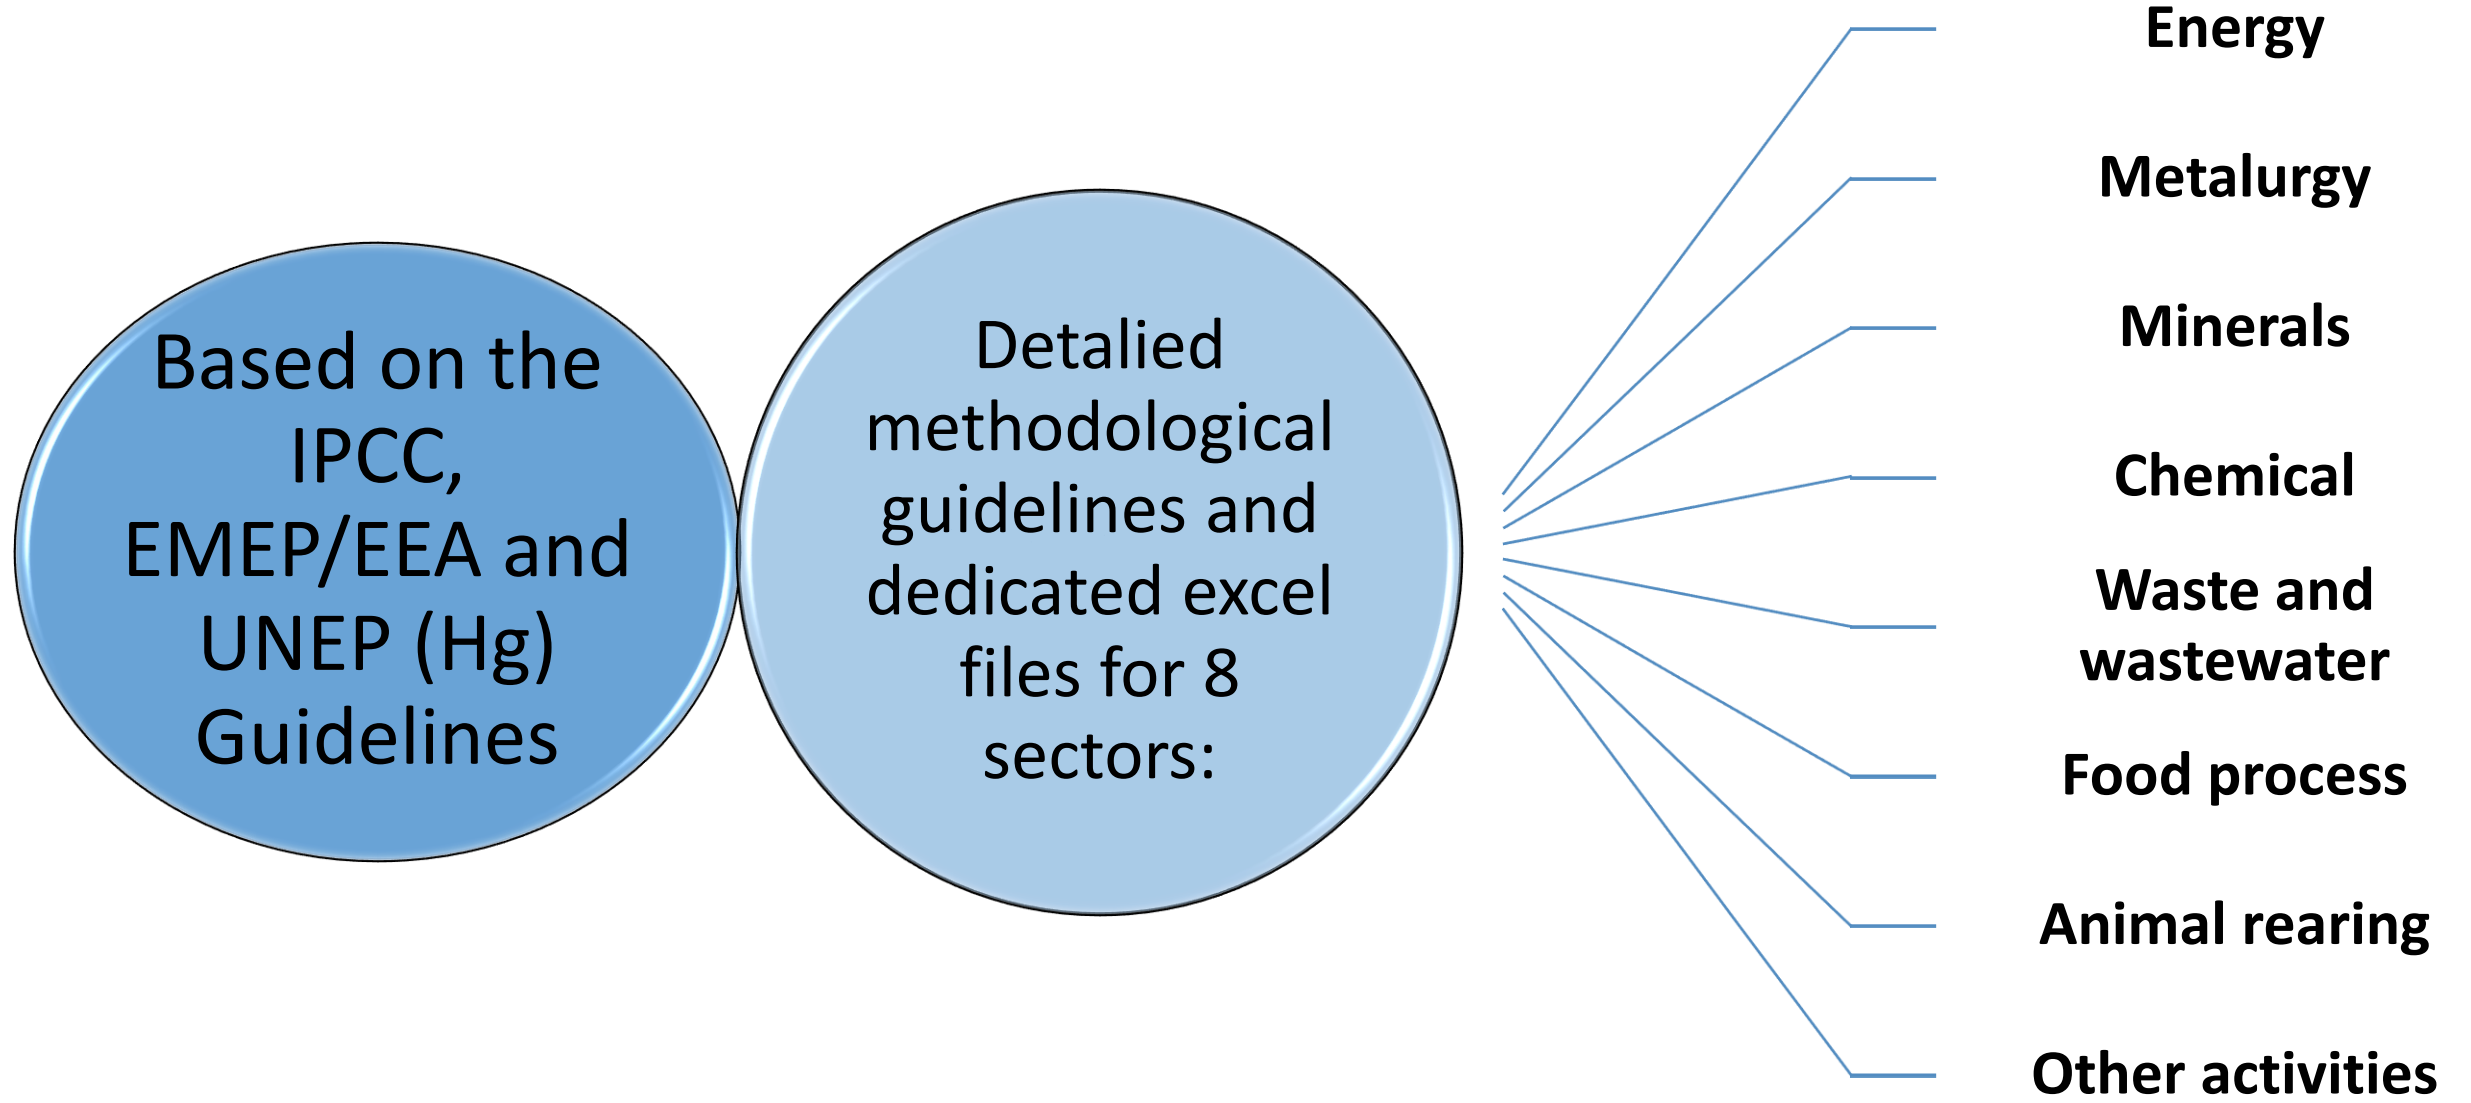 Based on the
IPCC,
EMEP/EEA and
UNEP (Hg)
Guidelines
Detalied
methodological
guidelines and
dedicated excel
files for 8
sectors:
Energy
Metalurgy
Minerals
Chemical
Waste and
wastewater
Food process
Animal rearing
Other activities